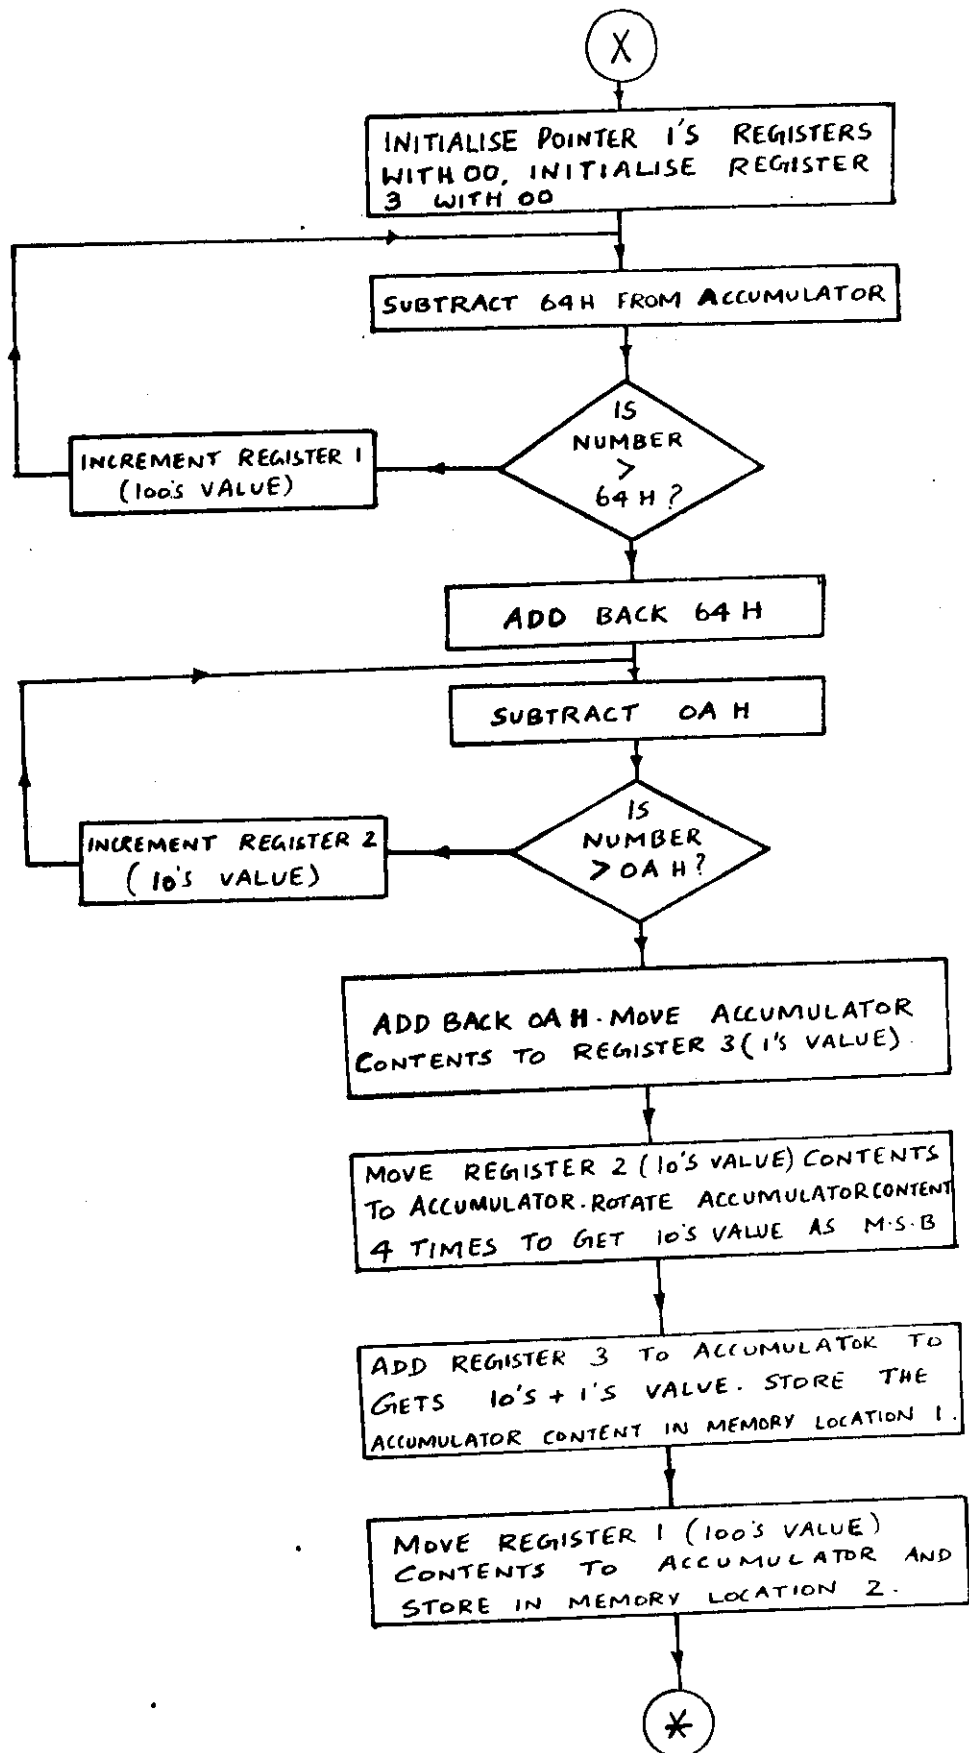 X
INITIALISE POINTER 1'S REGISTERS
WITH 00, INITIALISE REGISTER
3 WITH 00
SUBTRACT 64 H FROM ACCUMULATOR
IS
NUMBER
>
64 H ?
INCREMENT REGISTER 1
(100'S VALUE)
ADD BACK 64 H
SUBTRACT 0A H
IS
NUMBER
> 0A H?
INCREMENT REGISTER 2
( 10'S VALUE)
ADD BACK 0A H. MOVE ACCUMULATOR
CONTENTS TO REGISTER 3 ( 1'S VALUE).
MOVE REGISTER 2 ( 10'S VALUE) CONTENTS
TO ACCUMULATOR. ROTATE ACCUMULATOR CONTENT
4 TIMES TO GET 10'S VALUE AS M.S.B
ADD REGISTER 3 TO ACCUMULATOR TO
GETS 10'S + 1'S VALUE. STORE THE
ACCUMULATOR CONTENT IN MEMORY LOCATION 1.
MOVE REGISTER 1 (100'S VALUE)
CONTENTS TO ACCUMULATOR AND
STORE IN MEMORY LOCATION 2.
*